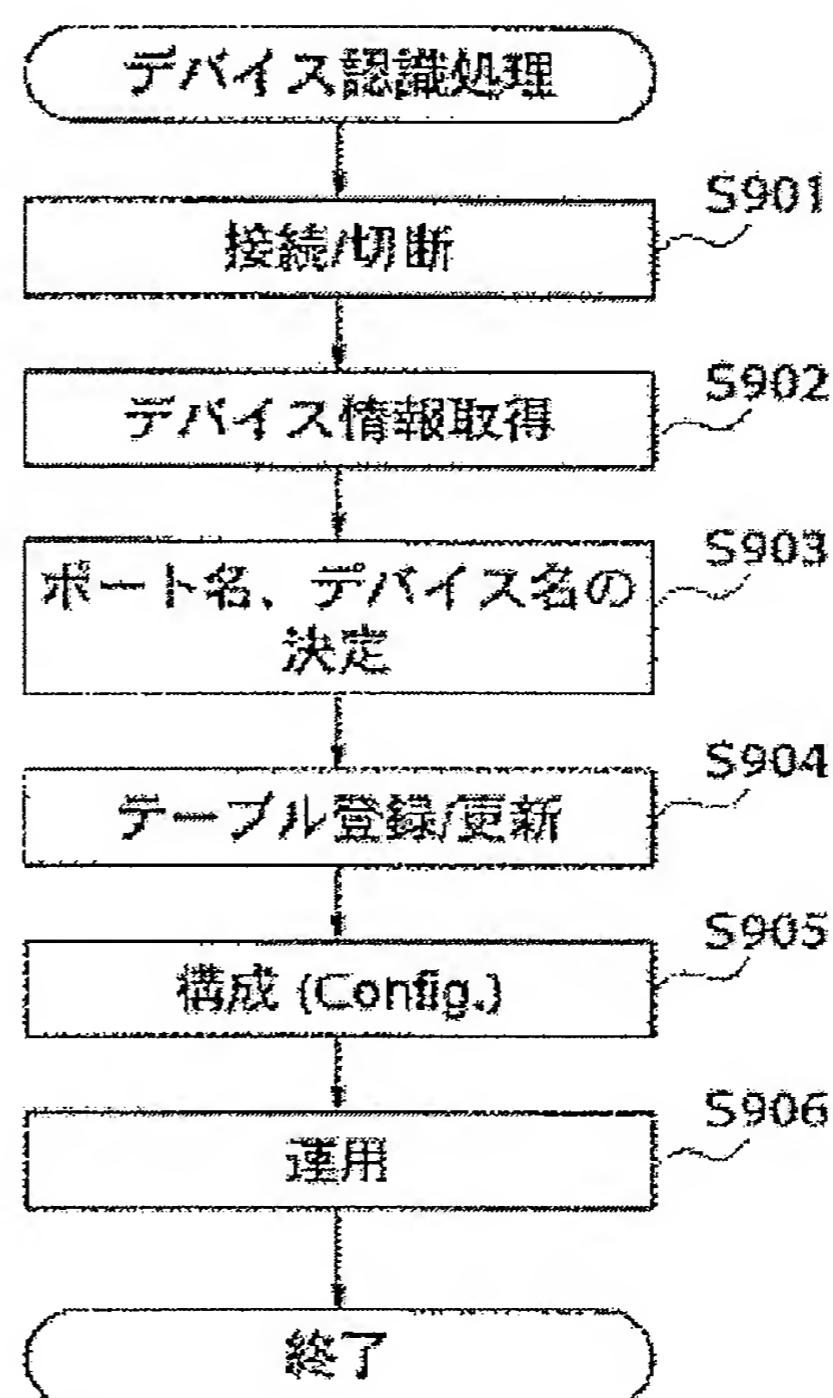 デバイス認識処理
S901
接続/切断
S902
デバイス情報取得
S903
ポート名、デバイス名の
決定
S904
テーブル登録/更新
S905
構成 (Config.)
S906
運用
終了